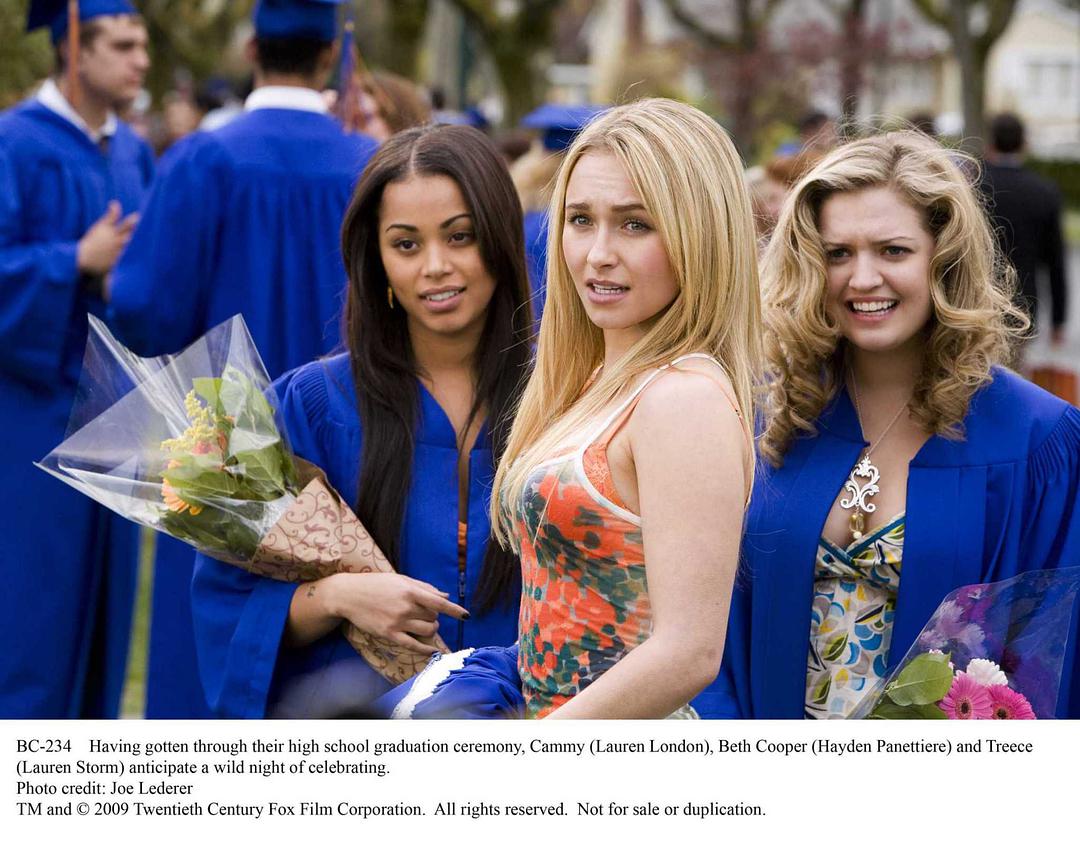 BC-234    Having gotten through their high school graduation ceremony, Cammy (Lauren London), Beth Cooper (Hayden Panettiere) and Treece
(Lauren Storm) anticipate a wild night of celebrating.
Photo credit: Joe Lederer
TM and © 2009 Twentieth Century Fox Film Corporation.  All rights reserved.  Not for sale or duplication.